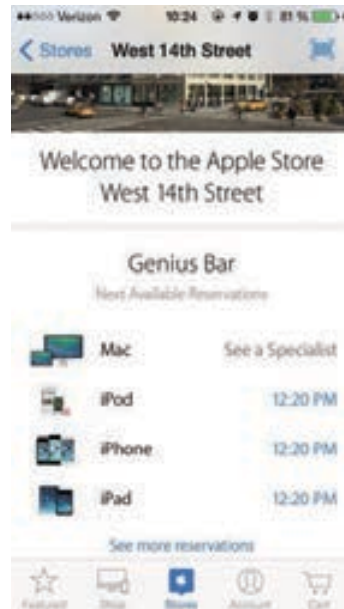 Verizon 10:24 81%
Stores West 14th Street
Welcome to the Apple Store
West 14th Street
Genius Bar
Next Available Reservations
Mac See a Specialist
iPod 12:20 PM
iPhone 12:20 PM
iPad 12:20 PM
See more reservations
Featured Shop Stores Account Cart